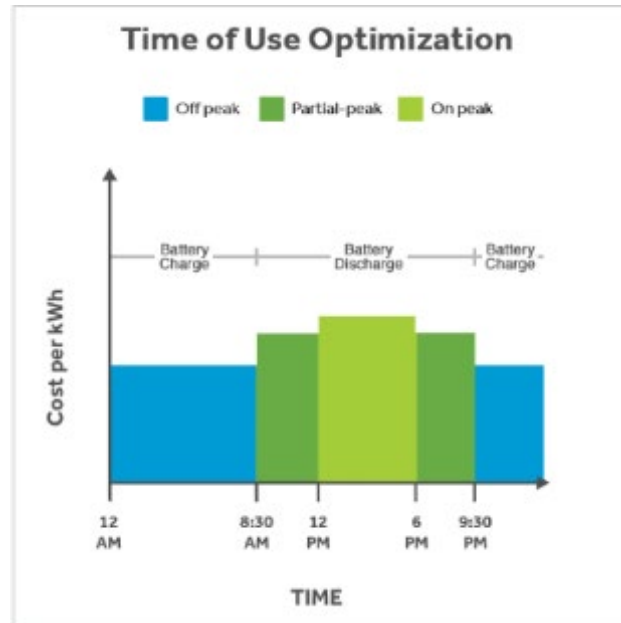 Time of Use Optimization
Off peak Partial-peak On peak
Battery Charge
Battery Discharge
Battery Charge
Cost per kWh
12 AM
8:30 AM
12 PM
6 PM
9:30 PM
TIME